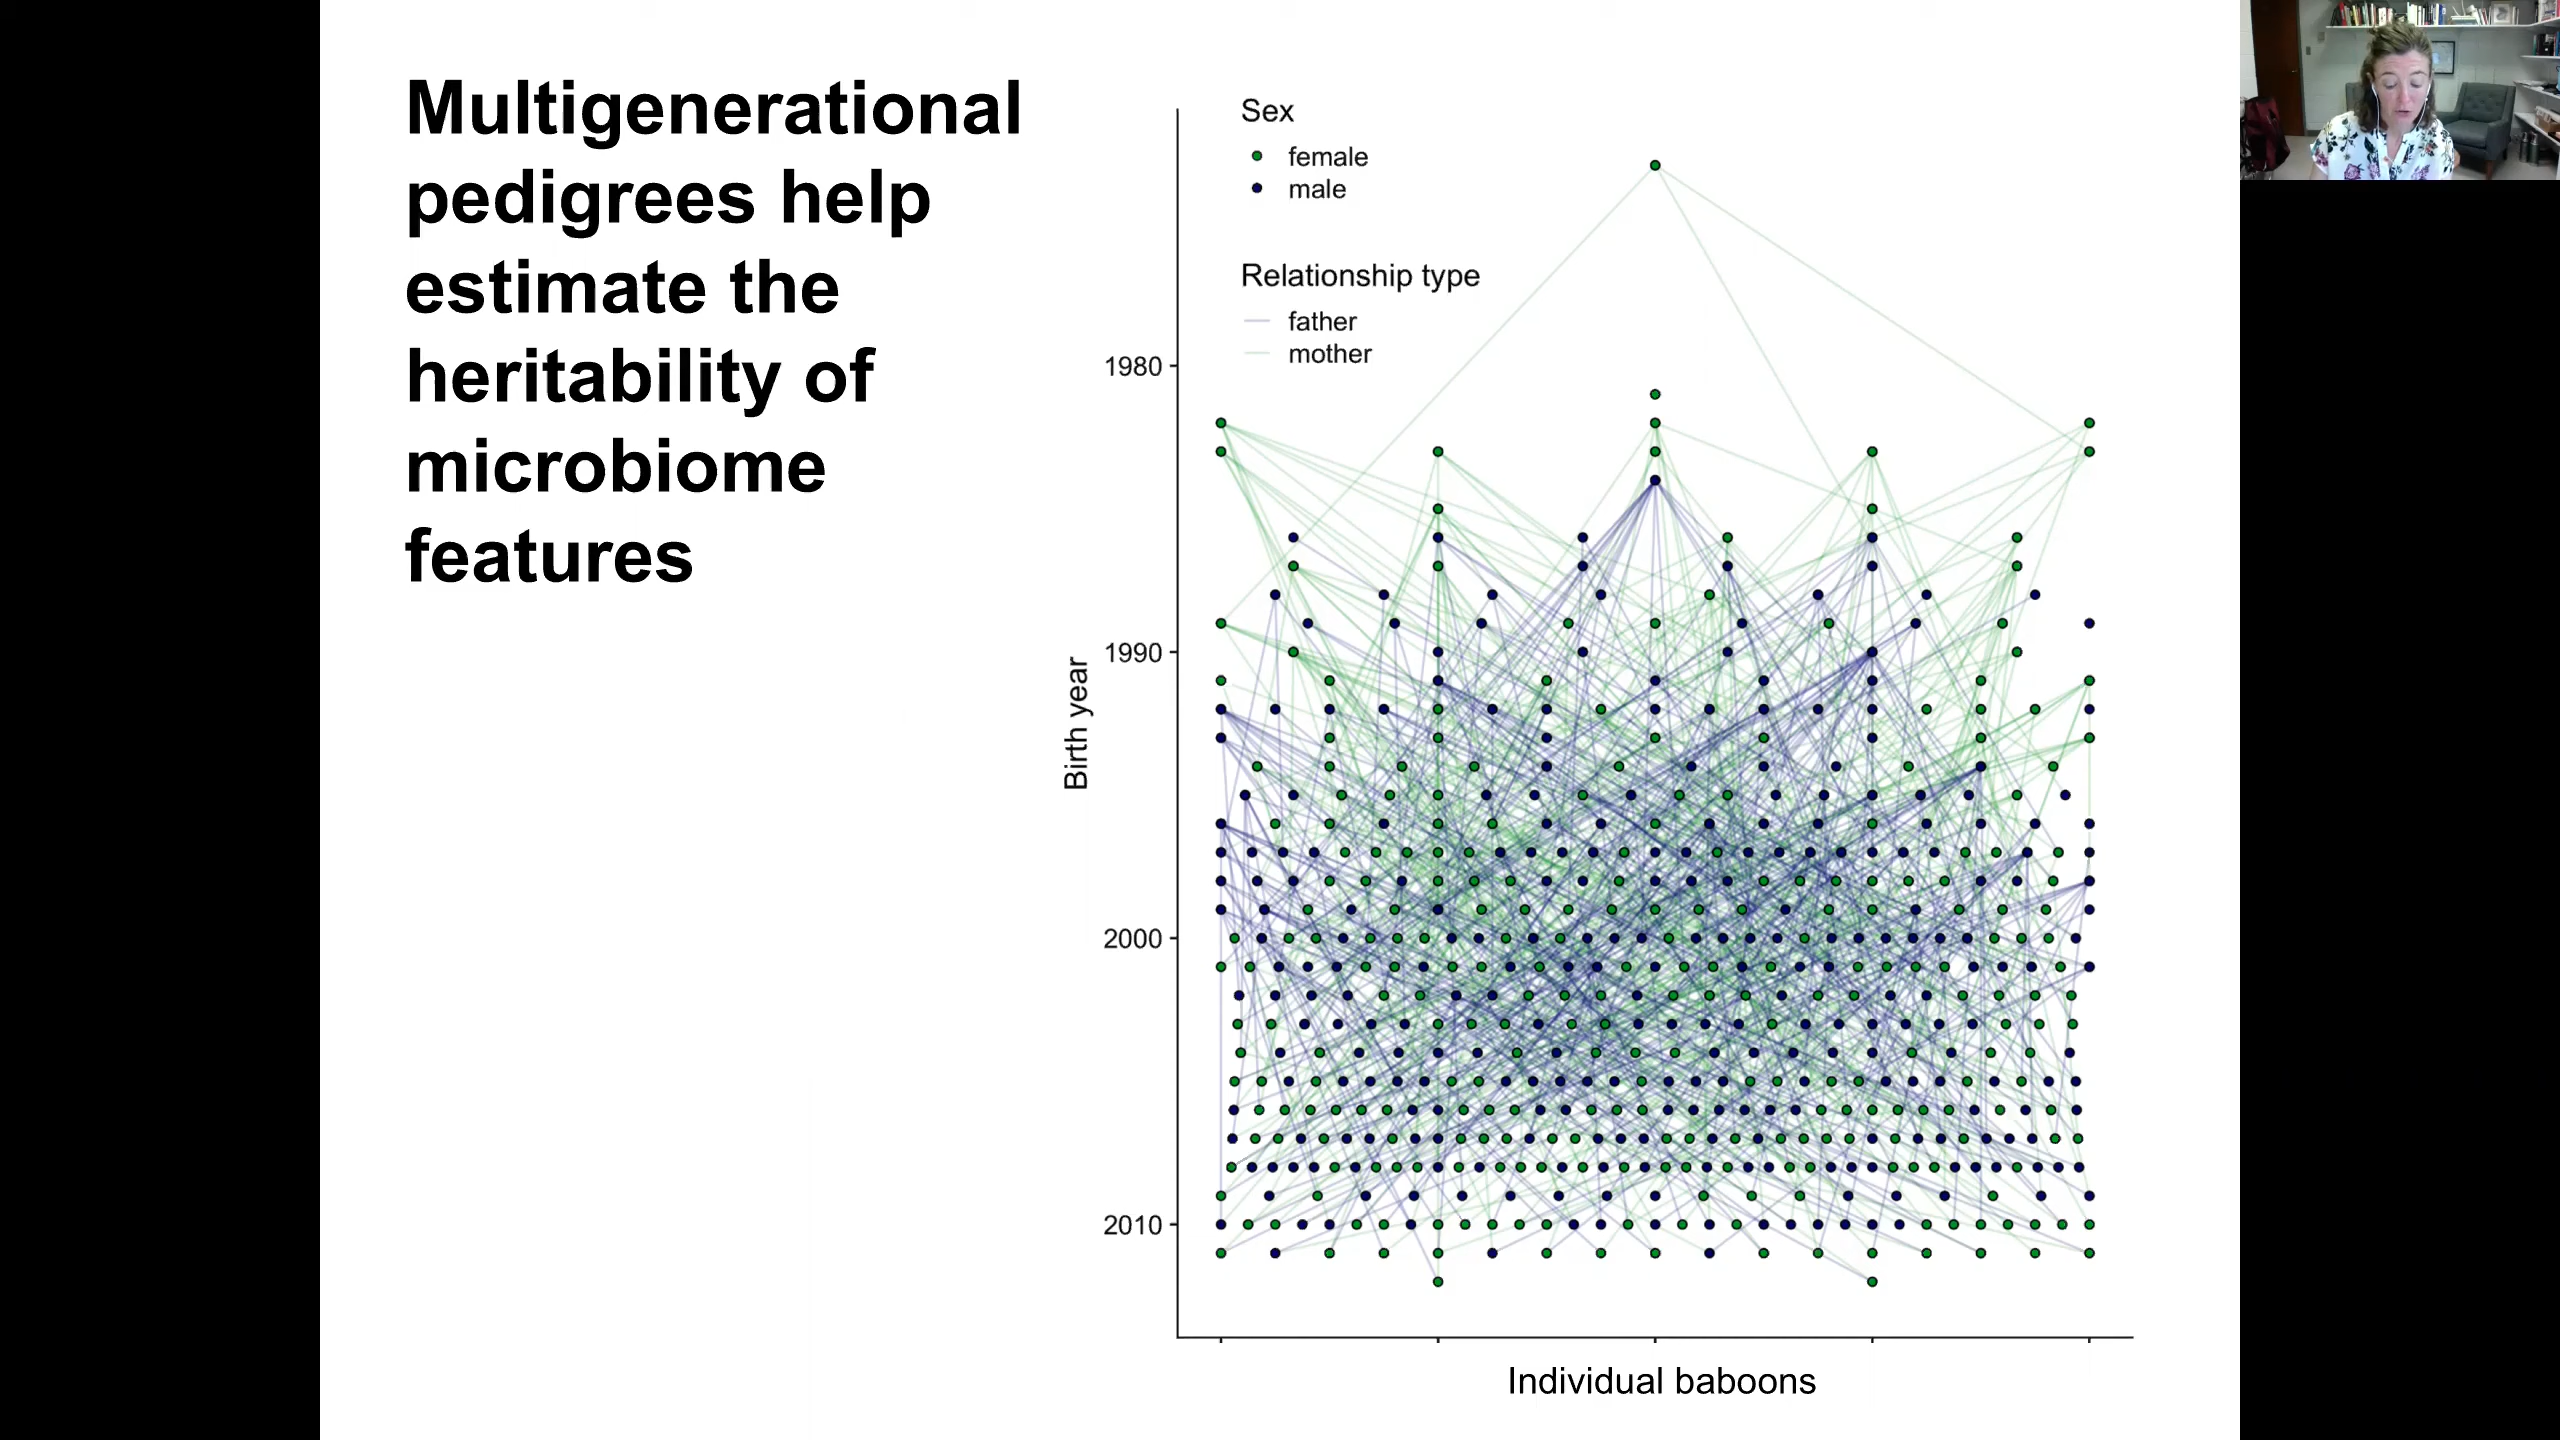 Multigenerational
pedigrees help
estimate the
heritability of
microbiome
features
Sex
female
male
Relationship type
father
mother
1980
1990
2000
2010
Birth year
Individual baboons